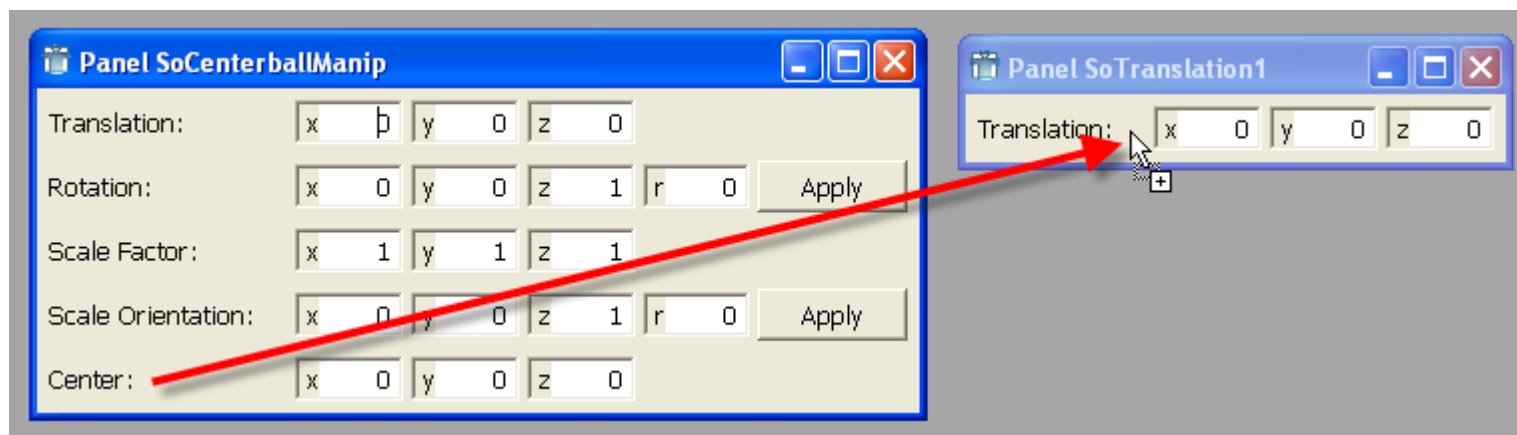 Panel SoCenterballManip
Translation: x 0 y 0 z 0
Rotation: x 0 y 0 z 1 r 0 Apply
Scale Factor: x 1 y 1 z 1
Scale Orientation: x 0 y 0 z 1 r 0 Apply
Center: x 0 y 0 z 0
Panel SoTranslation1
Translation: x 0 y 0 z 0